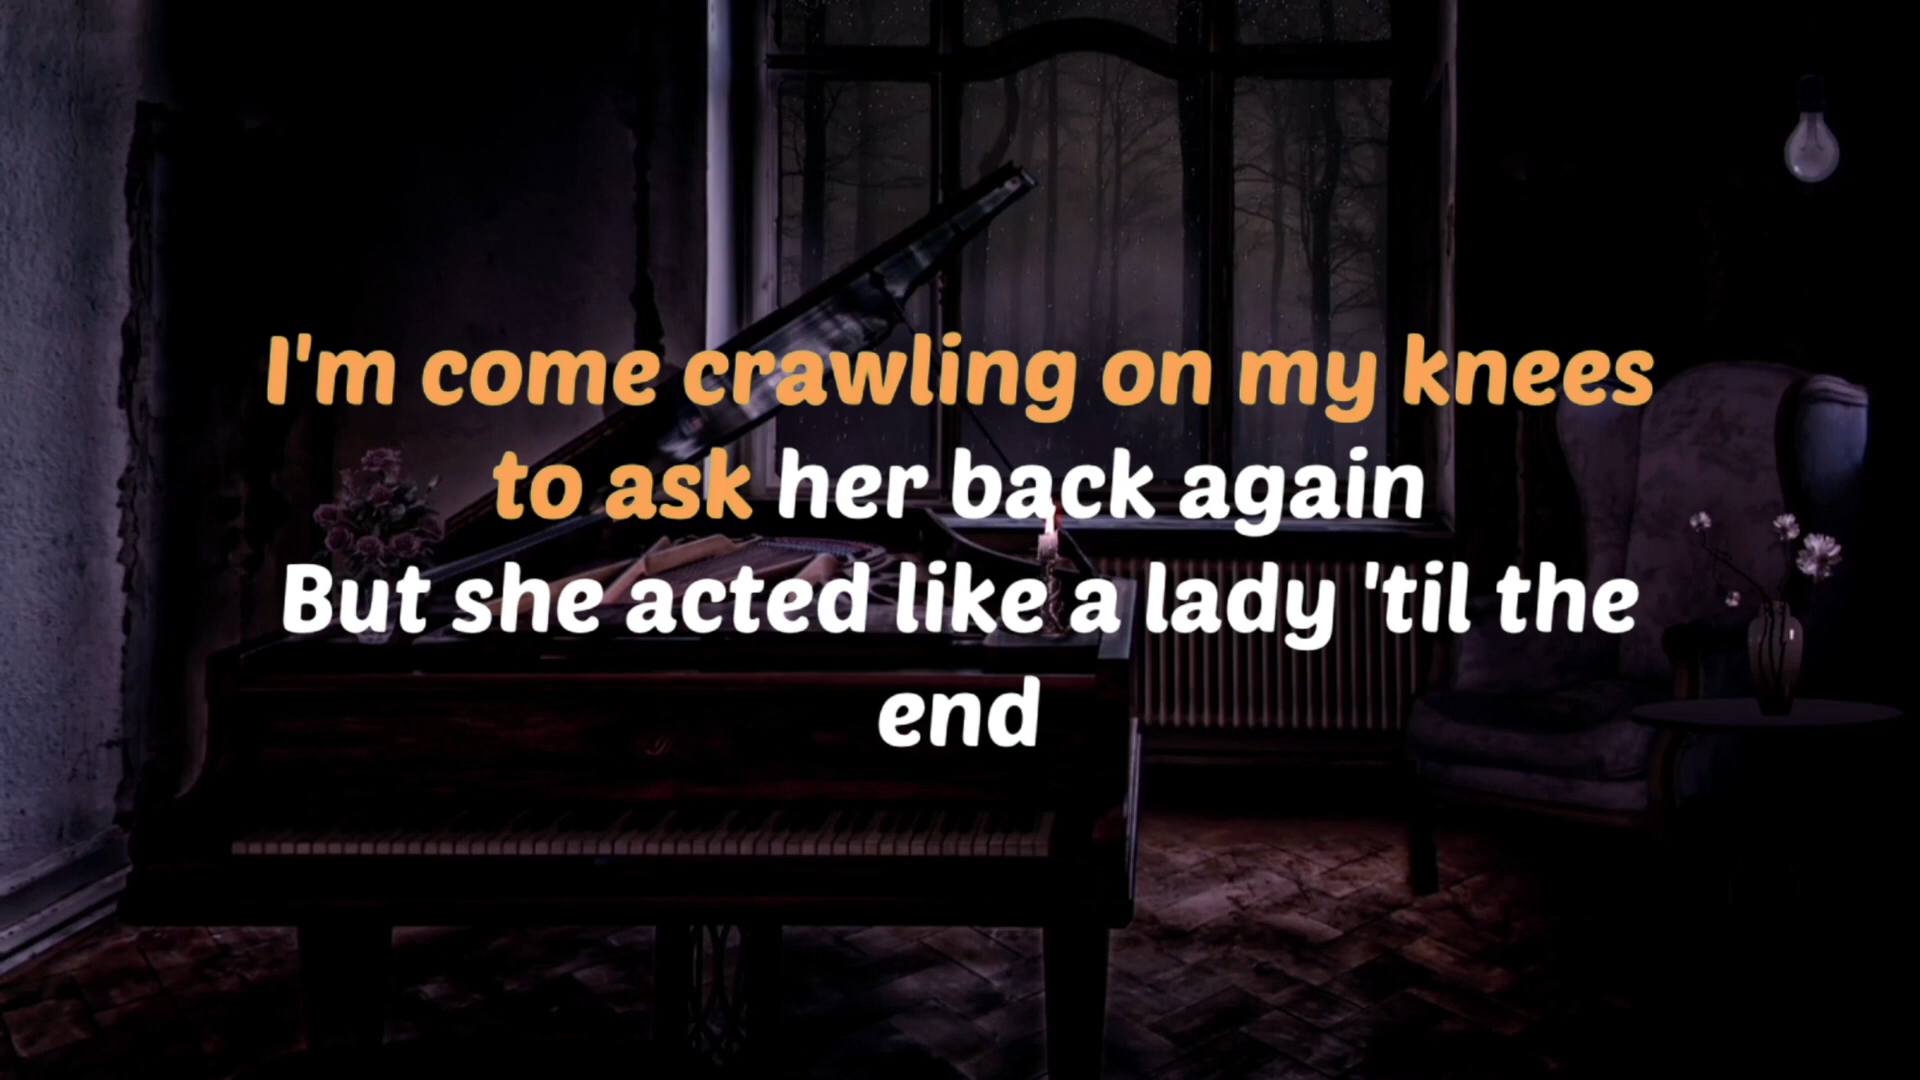 I'm come crawling on my knees
to ask her back again
But she acted like a lady 'til the
end